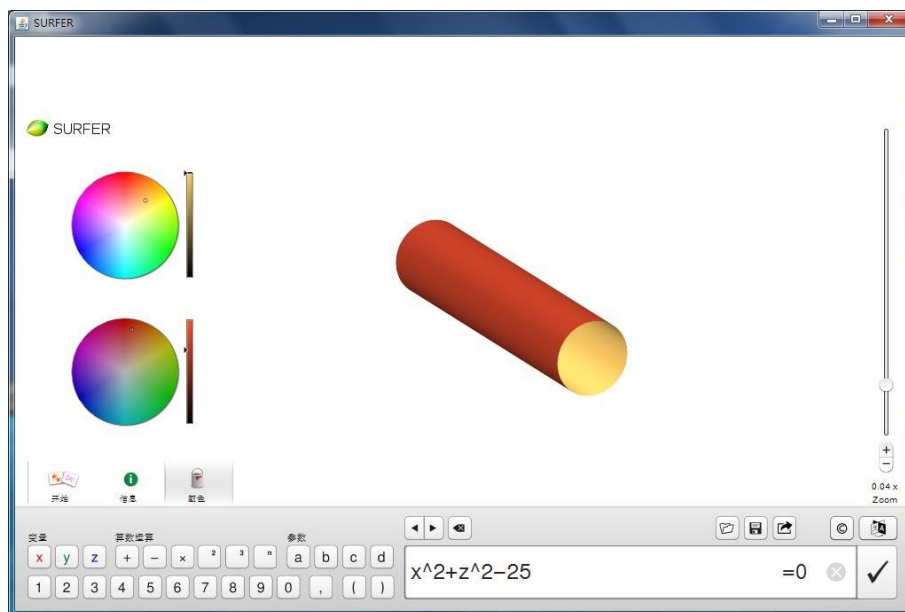 SURFER
SURFER
开始 信息 颜色
+
−
0.04 x
Zoom
变量 算数运算 参数
x y z + − × ² ³ ⁿ a b c d
1 2 3 4 5 6 7 8 9 0 , ( )
©
x^2+z^2−25 =0